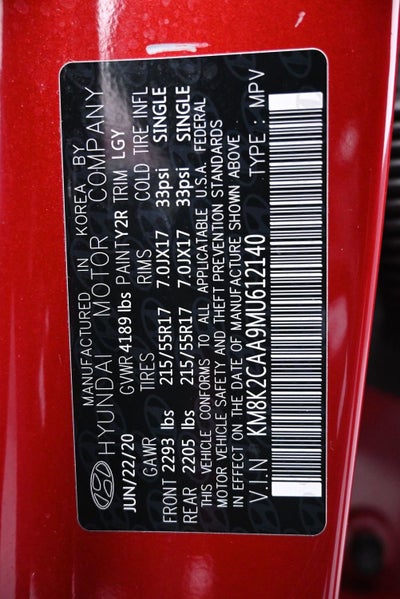 MANUFACTURED IN KOREA BY
HYUNDAI MOTOR COMPANY
JUN/22/20 GVWR 4189 lbs PAINT Y2R TRIM LGY
GAWR TIRES RIMS COLD TIRE INFL
FRONT 2293 lbs 215/55R17 7.0JX17 33psi SINGLE
REAR 2205 lbs 215/55R17 7.0JX17 33psi SINGLE
THIS VEHICLE CONFORMS TO ALL APPLICATABLE U.S.A. FEDERAL
MOTOR VEHICLE SAFETY AND THEFT PREVENTION STANDARDS
IN EFFECT ON THE DATE OF MANUFACTURE SHOWN ABOVE
V.I.N : KM8K2CAA9MU612140 TYPE : MPV